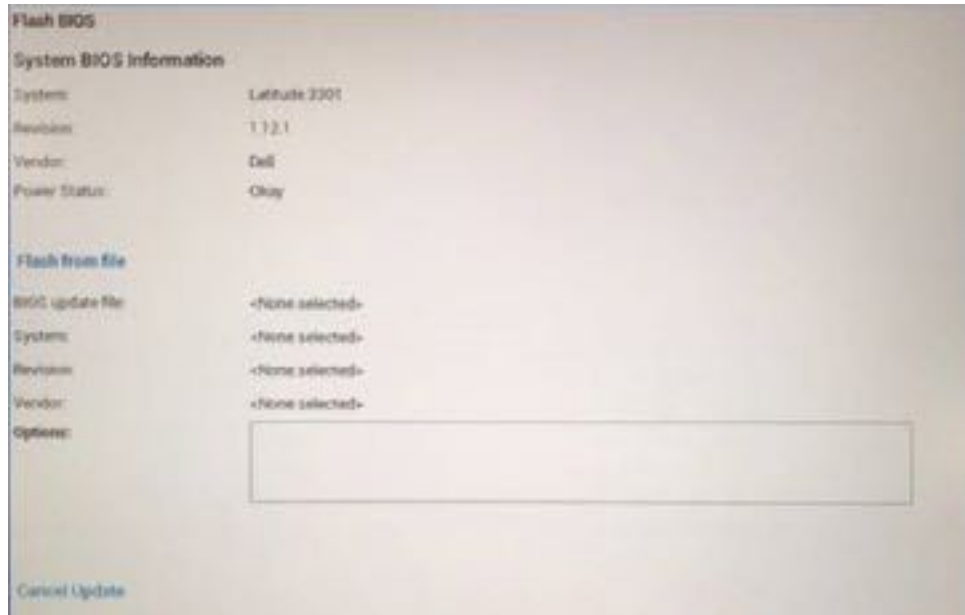 Flash BIOS
System BIOS Information
System: Latitude 3301
Revision: 1.12.1
Vendor: Dell
Power Status: Okay
Flash from file
BIOS update file: <None selected>
System: <None selected>
Revision: <None selected>
Vendor: <None selected>
Options:
Cancel Update